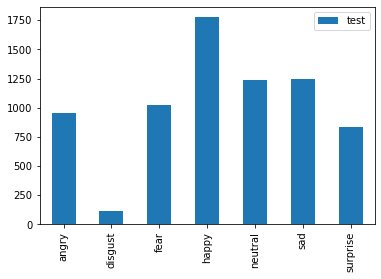 test
1750
1500
1250
1000
750
500
250
0
angry
disgust
fear
happy
neutral
sad
surprise